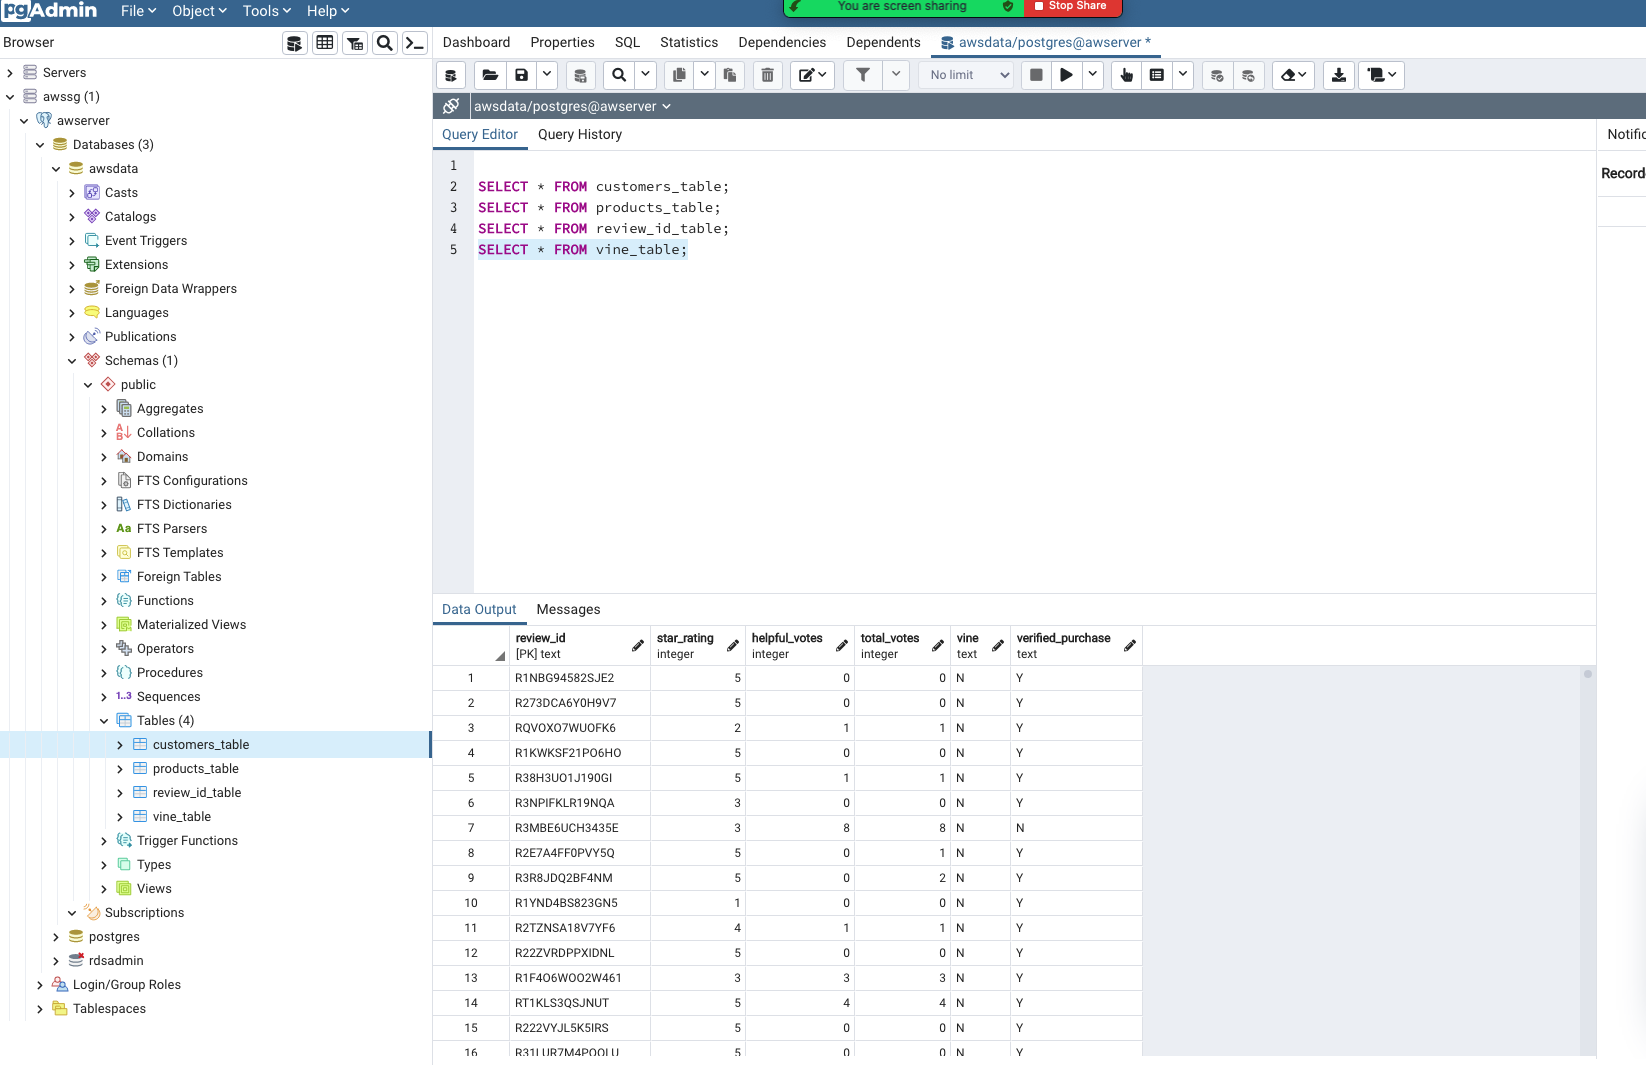 pgAdmin
File Object Tools Help
You are screen sharing
Stop Share
Browser
Dashboard Properties SQL Statistics Dependencies Dependents awsdata/postgres@awserver *
Servers
awssg (1)
awserver
Databases (3)
awsdata
Casts
Catalogs
Event Triggers
Extensions
Foreign Data Wrappers
Languages
Publications
Schemas (1)
public
Aggregates
Collations
Domains
FTS Configurations
FTS Dictionaries
Aa FTS Parsers
FTS Templates
Foreign Tables
Functions
Materialized Views
Operators
Procedures
1..3 Sequences
Tables (4)
customers_table
products_table
review_id_table
vine_table
Trigger Functions
Types
Views
Subscriptions
postgres
rdsadmin
Login/Group Roles
Tablespaces
No limit
awsdata/postgres@awserver
Query Editor Query History
Notific
Record
1
2 SELECT * FROM customers_table;
3 SELECT * FROM products_table;
4 SELECT * FROM review_id_table;
5 SELECT * FROM vine_table;
Data Output Messages
review_id star_rating helpful_votes total_votes vine verified_purchase
[PK] text integer integer integer text text
1 R1NBG94582SJE2 5 0 0 N Y
2 R273DCA6Y0H9V7 5 0 0 N Y
3 RQVOXO7WUOFK6 2 1 1 N Y
4 R1KWKSF21PO6HO 5 0 0 N Y
5 R38H3UO1J190GI 5 1 1 N Y
6 R3NPIFKLR19NQA 3 0 0 N Y
7 R3MBE6UCH3435E 3 8 8 N N
8 R2E7A4FF0PVY5Q 5 0 1 N Y
9 R3R8JDQ2BF4NM 5 0 2 N Y
10 R1YND4BS823GN5 1 0 0 N Y
11 R2TZNSA18V7YF6 4 1 1 N Y
12 R22ZVRDPPXIDNL 5 0 0 N Y
13 R1F4O6WOO2W461 3 3 3 N Y
14 RT1KLS3QSJNUT 5 4 4 N Y
15 R222VYJL5K5IRS 5 0 0 N Y
16 R31LUR7M4POOLU 5 0 0 N Y